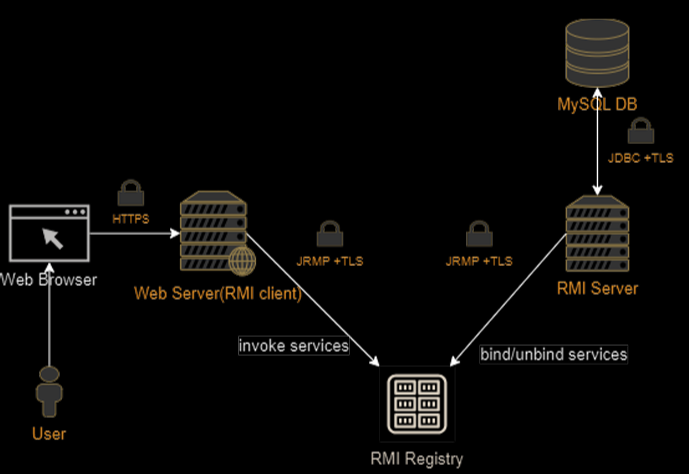 MySQL DB
JDBC +TLS
HTTPS
JRMP +TLS
JRMP +TLS
Web Browser
Web Server(RMI client)
RMI Server
invoke services
bind/unbind services
User
RMI Registry